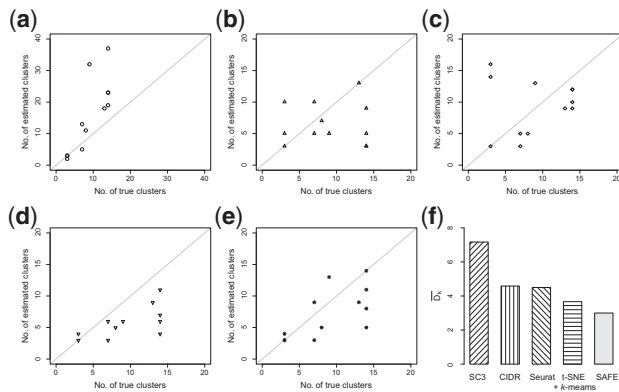 (a)
No. of estimated clusters
0 10 20 30 40
0 10 20 30 40
No. of true clusters
(b)
No. of estimated clusters
0 5 10 15 20
0 5 10 15 20
No. of true clusters
(c)
No. of estimated clusters
0 5 10 15 20
0 5 10 15 20
No. of true clusters
(d)
No. of estimated clusters
0 5 10 15 20
0 5 10 15 20
No. of true clusters
(e)
No. of estimated clusters
0 5 10 15 20
0 5 10 15 20
No. of true clusters
(f)
D̅k
0 2 4 6 8
SC3 CIDR Seurat t-SNE SAFE
+ k-meams